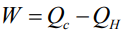 W = Q_c − Q_H